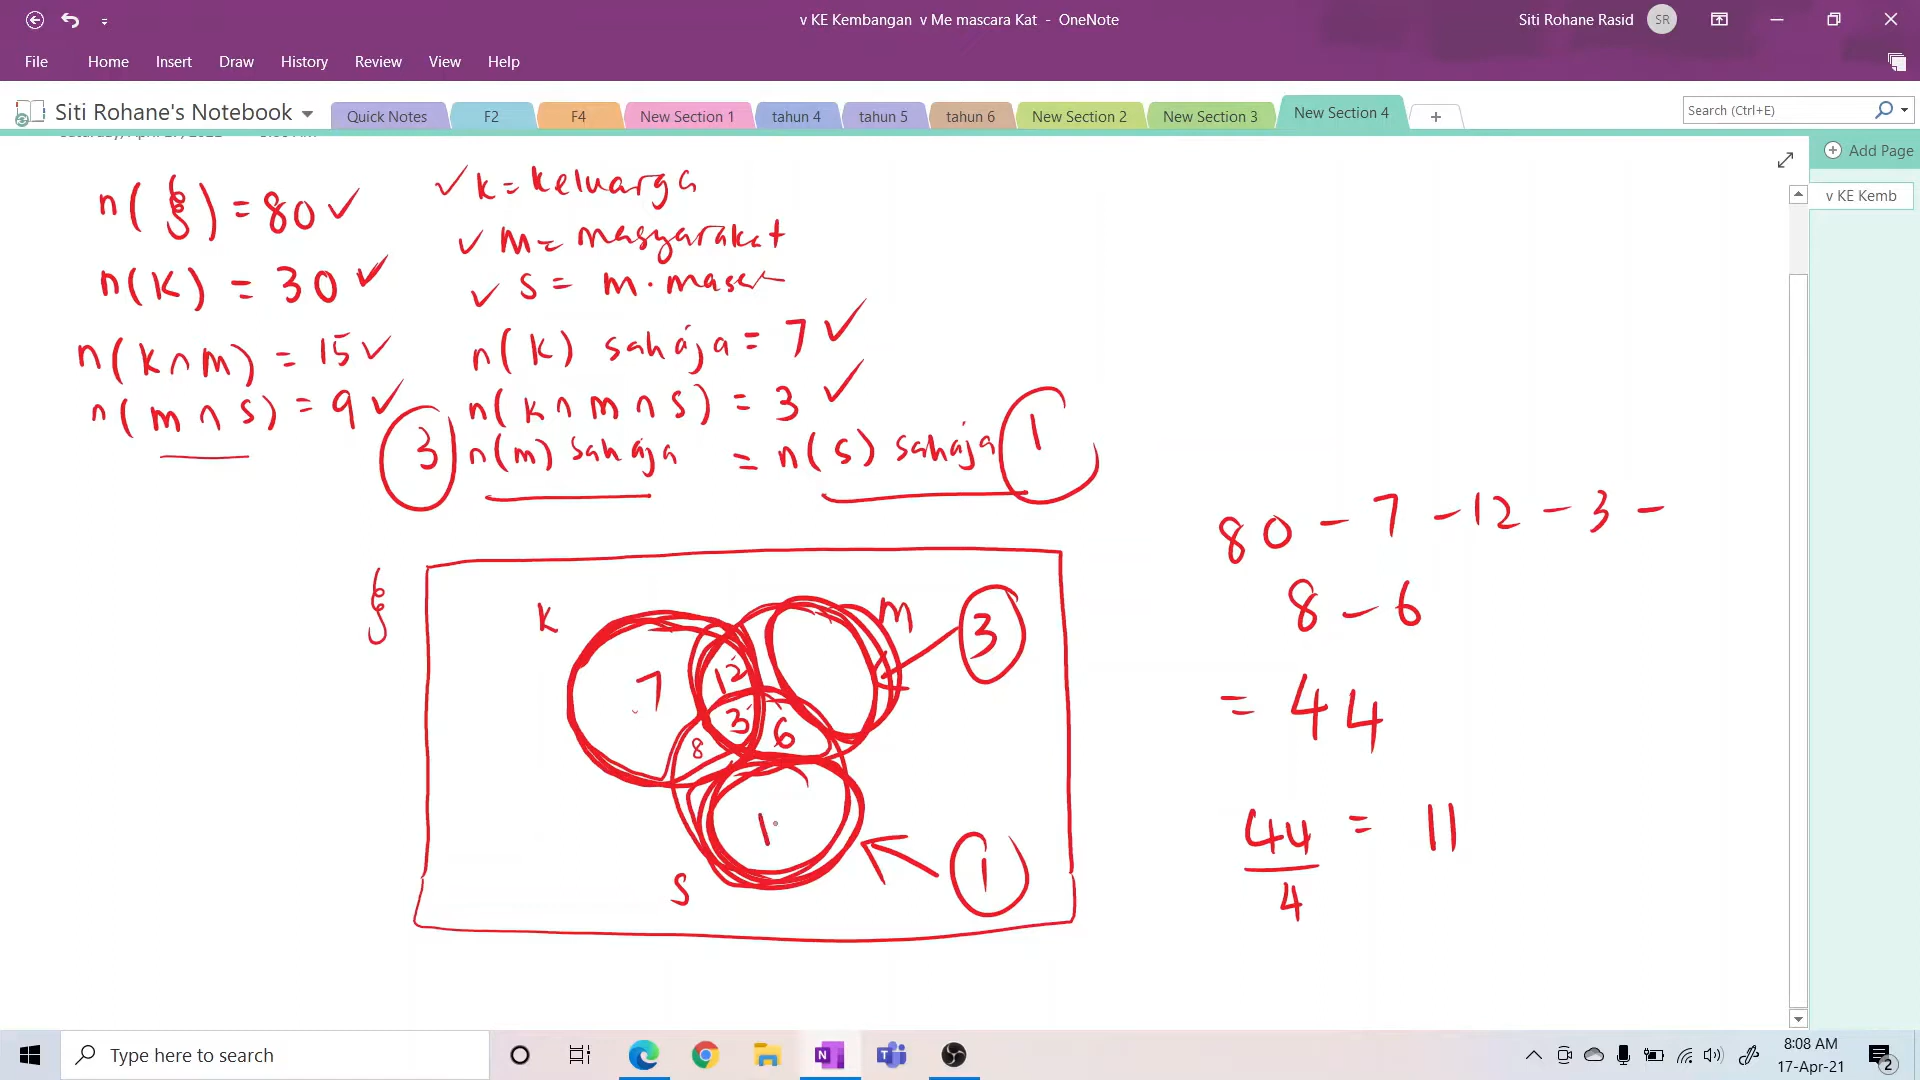 v KE Kembangan v Me mascara Kat - OneNote
Siti Rohane Rasid SR
File Home Insert Draw History Review View Help
Siti Rohane's Notebook
Quick Notes F2 F4 New Section 1 tahun 4 tahun 5 tahun 6 New Section 2 New Section 3 New Section 4 +
Search (Ctrl+E)
Add Page
v KE Kemb
n(ξ) = 80 ✓
n(K) = 30 ✓
n(K ∩ M) = 15 ✓
n(M ∩ S) = 9 ✓
✓ K = keluarga
✓ M = masyarakat
✓ S = m. masa
n(K) sahaja = 7 ✓
n(K ∩ M ∩ S) = 3 ✓
3 n(M) sahaja = n(S) sahaja 1
ξ
K
M
3
7
12
3
8
6
1
S
1
80 - 7 - 12 - 3 -
8 - 6
= 44
44/4 = 11
Type here to search
8:08 AM
17-Apr-21
2